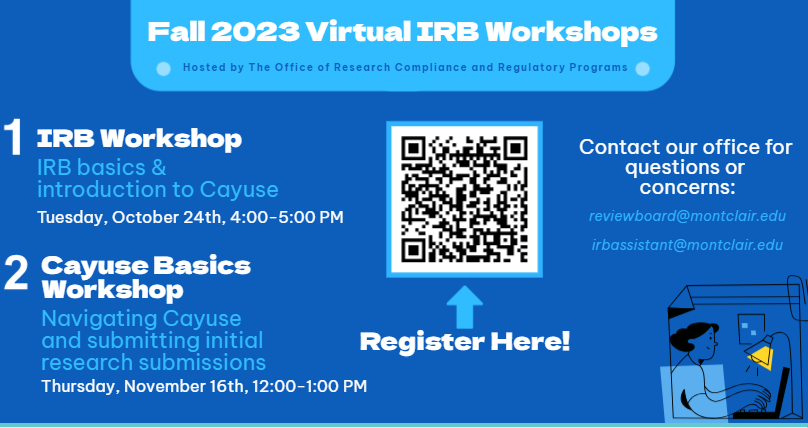 Fall 2023 Virtual IRB Workshops
Hosted by The Office of Research Compliance and Regulatory Programs
1 IRB Workshop
IRB basics &
introduction to Cayuse
Tuesday, October 24th, 4:00-5:00 PM
2 Cayuse Basics
Workshop
Navigating Cayuse
and submitting initial
research submissions
Thursday, November 16th, 12:00-1:00 PM
Register Here!
Contact our office for
questions or
concerns:
reviewboard@montclair.edu
irbassistant@montclair.edu